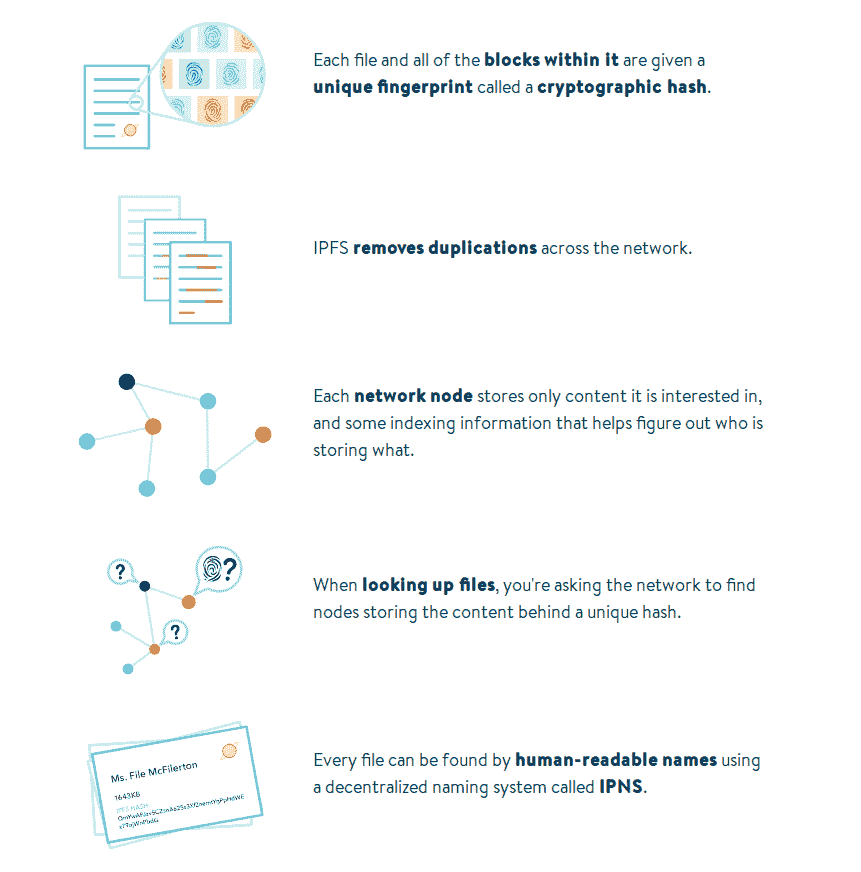 Each file and all of the blocks within it are given a
unique fingerprint called a cryptographic hash.
IPFS removes duplications across the network.
Each network node stores only content it is interested in,
and some indexing information that helps figure out who is
storing what.
?
?
?
When looking up files, you're asking the network to find
nodes storing the content behind a unique hash.
Ms. File McFilerton
1643KB
IPFS HASH:
Every file can be found by human-readable names using
a decentralized naming system called IPNS.